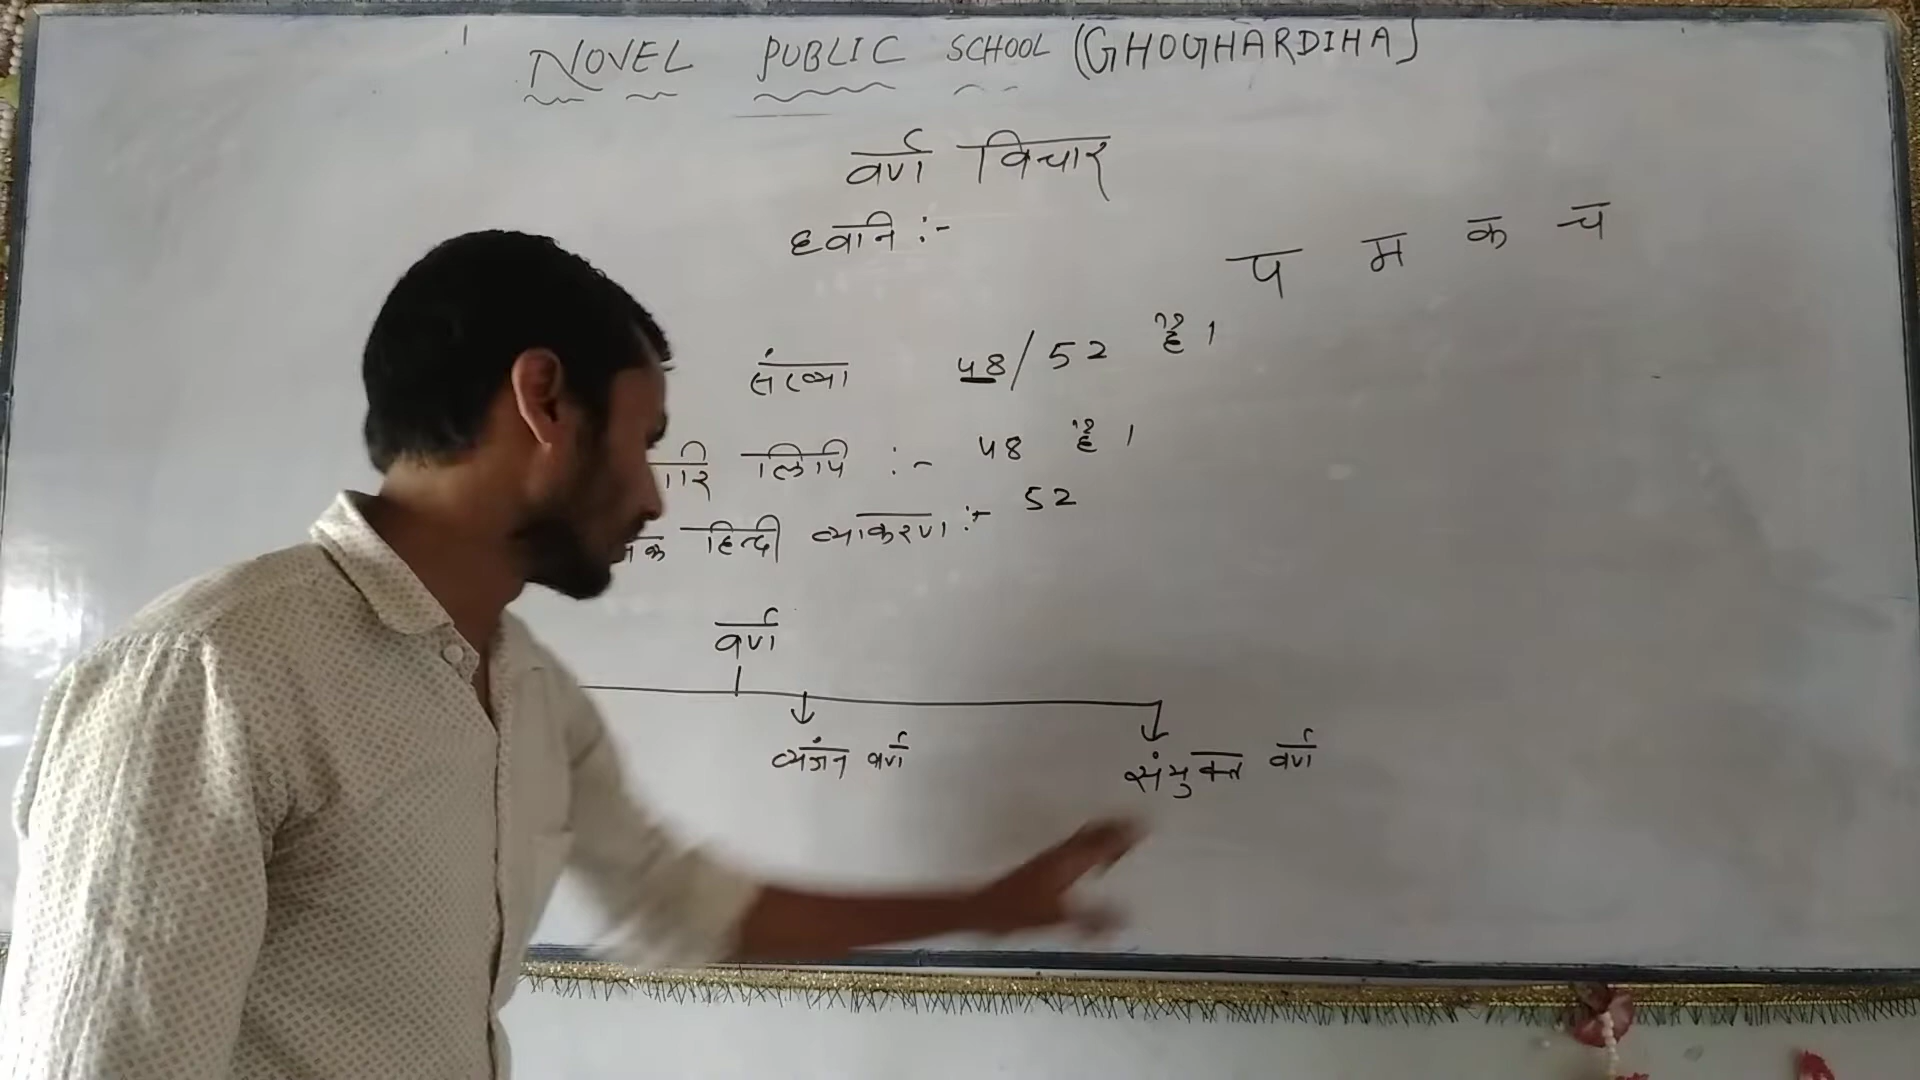 NOVEL PUBLIC SCHOOL (GHOGHARDIHA)
वर्ण विचार
ध्वनि :-
प म क च
संख्या 48/52 है।
लिपि :- 48 है।
हिन्दी व्याकरण :- 52
वर्ण
व्यंजन वर्ण संयुक्त वर्ण